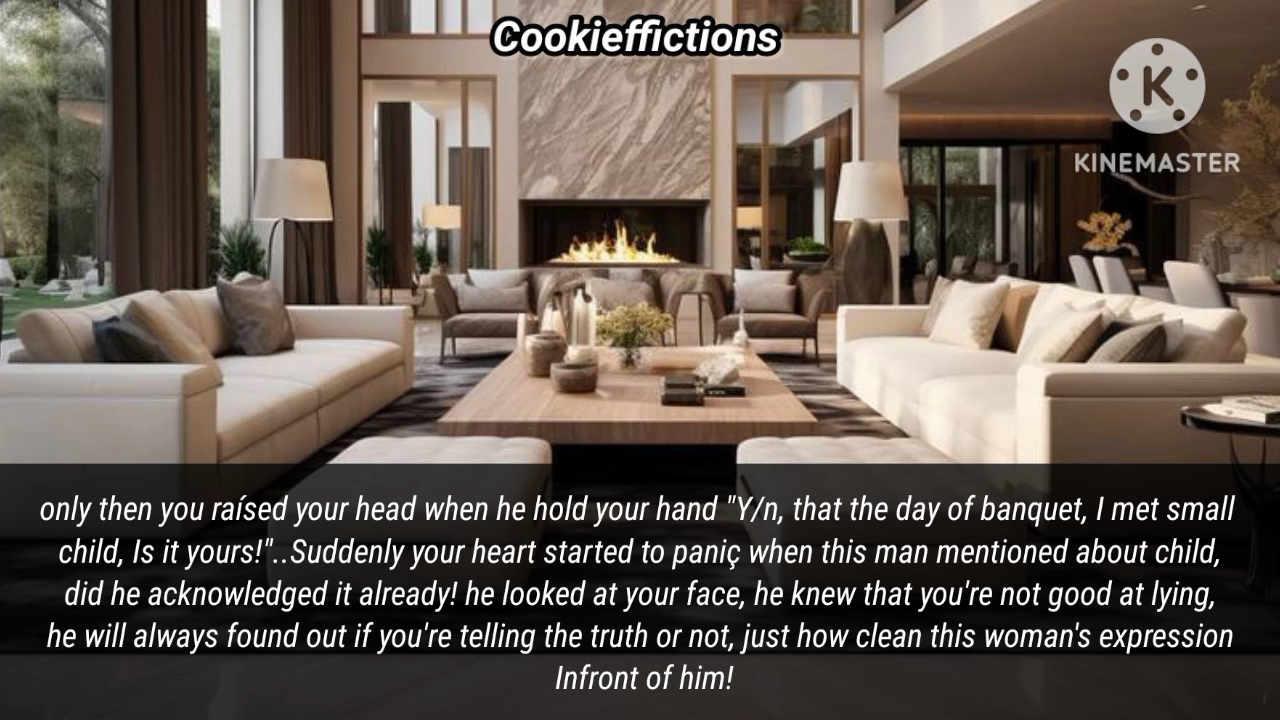 Cookieffictions
K
KINEMASTER
only then you raísed your head when he hold your hand "Y/n, that the day of banquet, I met small
child, Is it yours!"..Suddenly your heart started to paniç when this man mentioned about child,
did he acknowledged it already! he looked at your face, he knew that you're not good at lying,
he will always found out if you're telling the truth or not, just how clean this woman's expression
Infront of him!